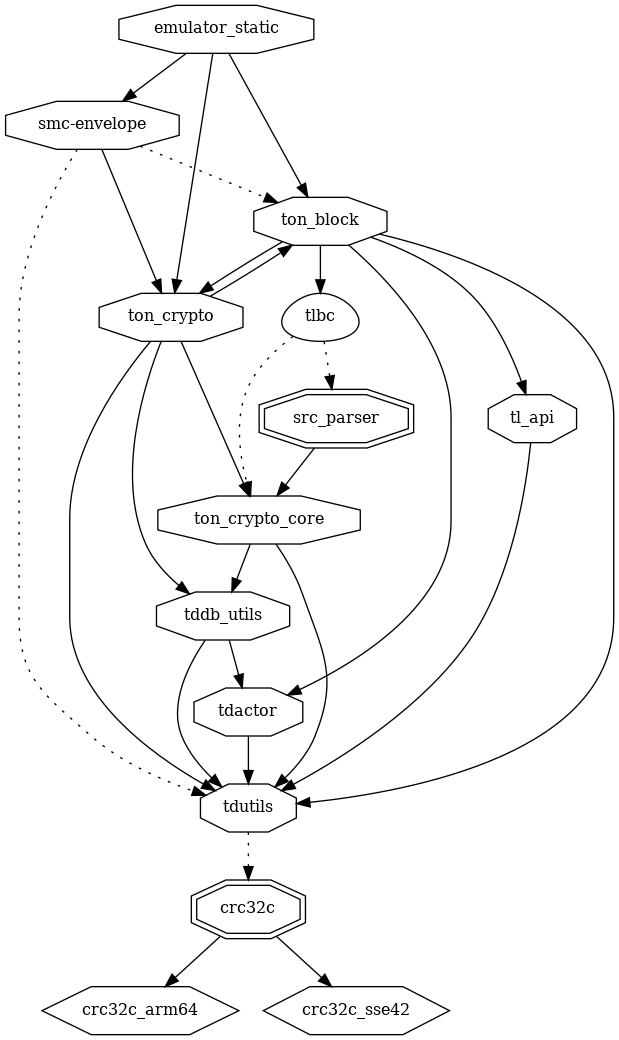 emulator_static
smc-envelope
ton_block
ton_crypto
tlbc
src_parser
tl_api
ton_crypto_core
tddb_utils
tdactor
tdutils
crc32c
crc32c_arm64
crc32c_sse42